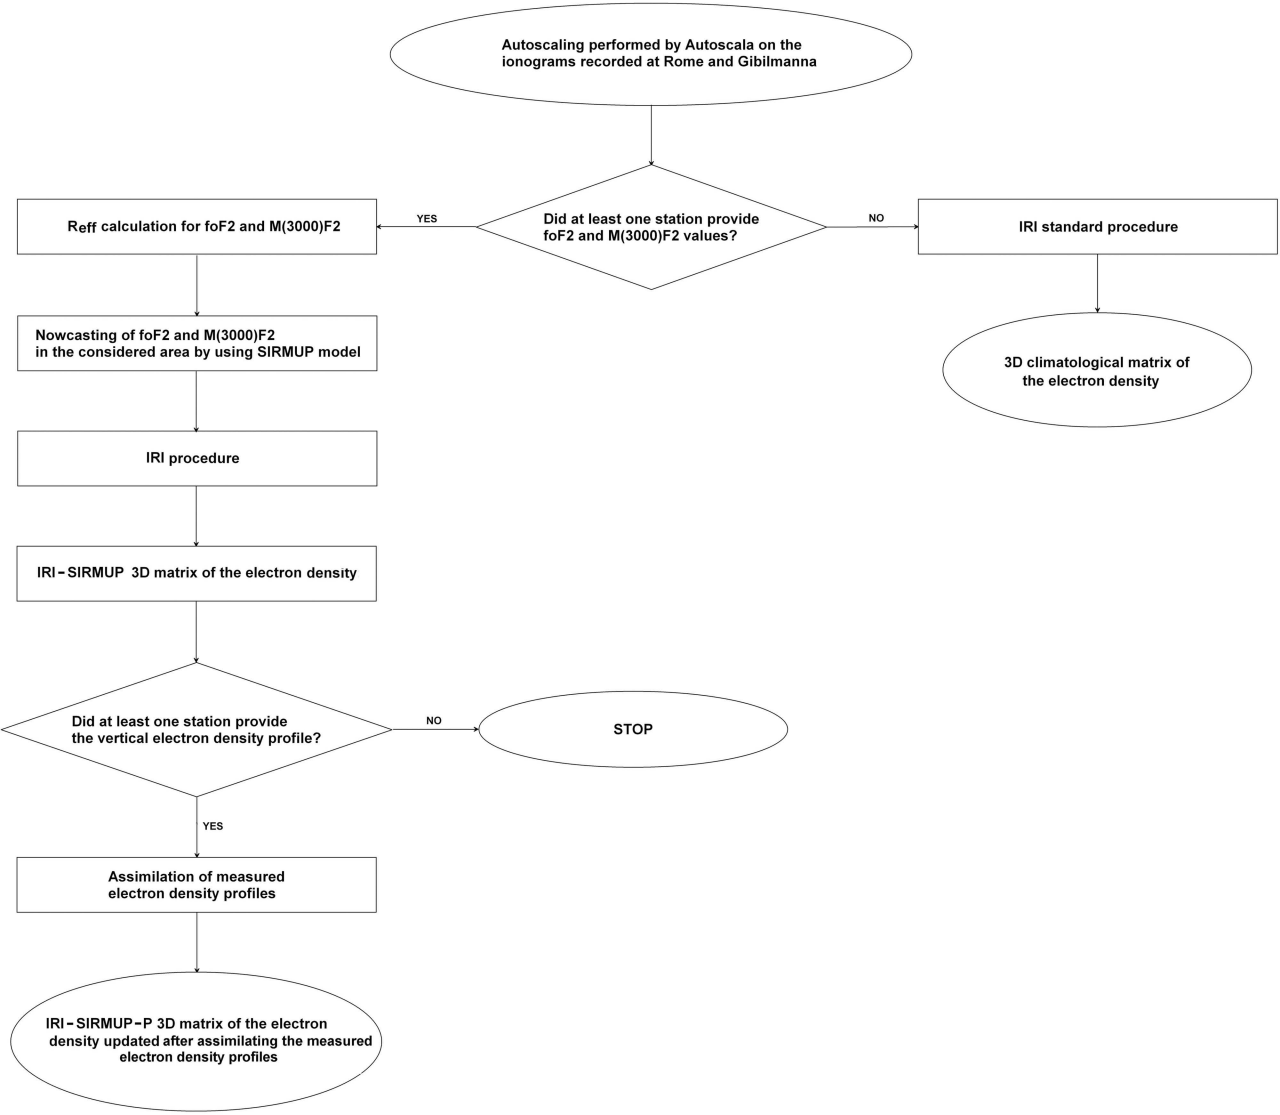 Autoscaling performed by Autoscala on the
ionograms recorded at Rome and Gibilmanna
Did at least one station provide
foF2 and M(3000)F2 values?
YES
NO
Reff calculation for foF2 and M(3000)F2
IRI standard procedure
Nowcasting of foF2 and M(3000)F2
in the considered area by using SIRMUP model
3D climatological matrix of
the electron density
IRI procedure
IRI-SIRMUP 3D matrix of the electron density
Did at least one station provide
the vertical electron density profile?
NO
STOP
YES
Assimilation of measured
electron density profiles
IRI-SIRMUP-P 3D matrix of the electron
density updated after assimilating the measured
electron density profiles